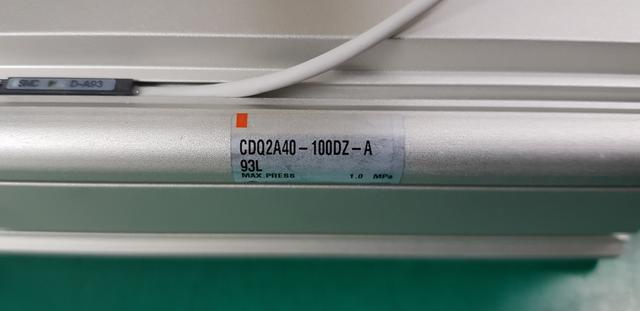 SMC D-A93
CDQ2A40-100DZ-A
93L
MAX.PRESS 1.0 MPa